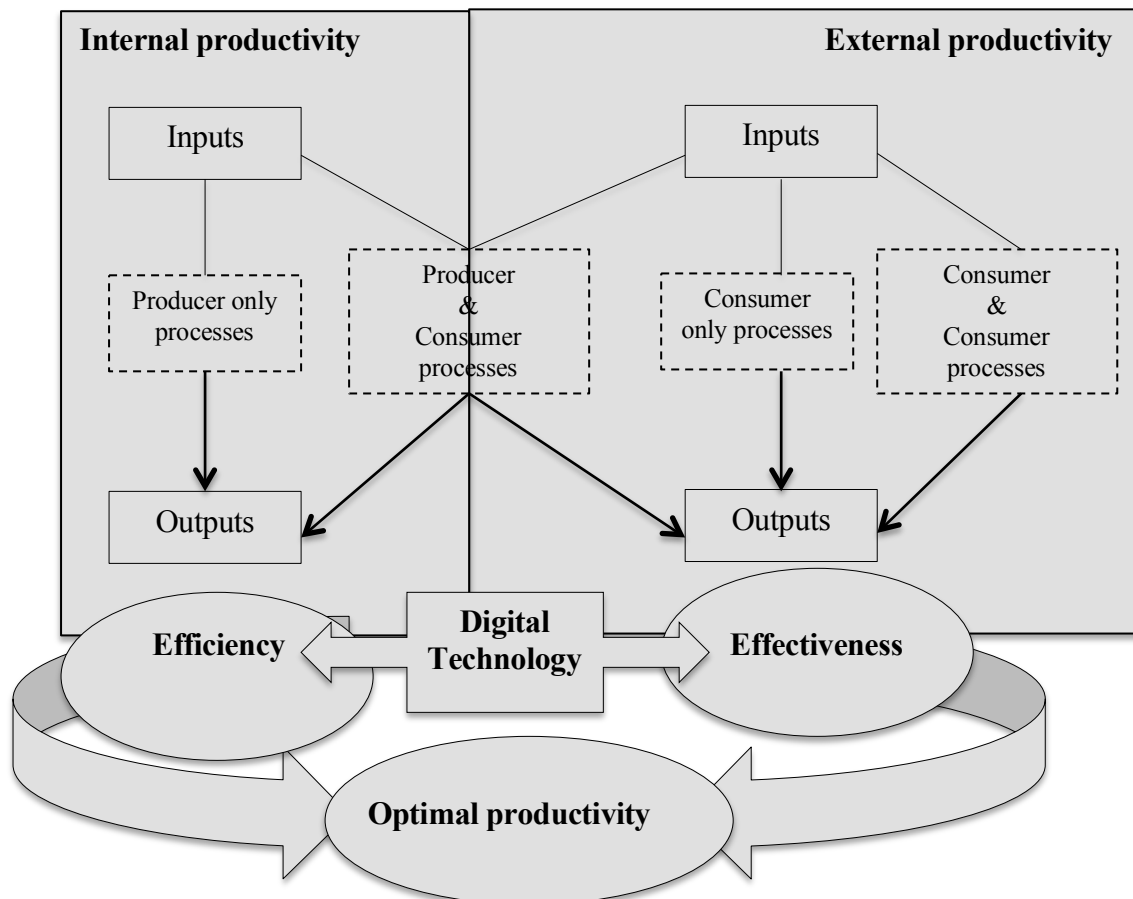 Internal productivity
External productivity
Inputs
Inputs
Producer only
processes
Producer
&
Consumer
processes
Consumer
only processes
Consumer
&
Consumer
processes
Outputs
Outputs
Efficiency
Digital
Technology
Effectiveness
Optimal productivity